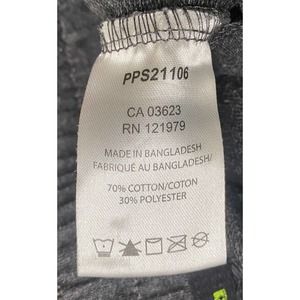 PPS21106
CA 03623
RN 121979
MADE IN BANGLADESH
FABRIQUÉ AU BANGLADESH/
70% COTTON/COTON
30% POLYESTER